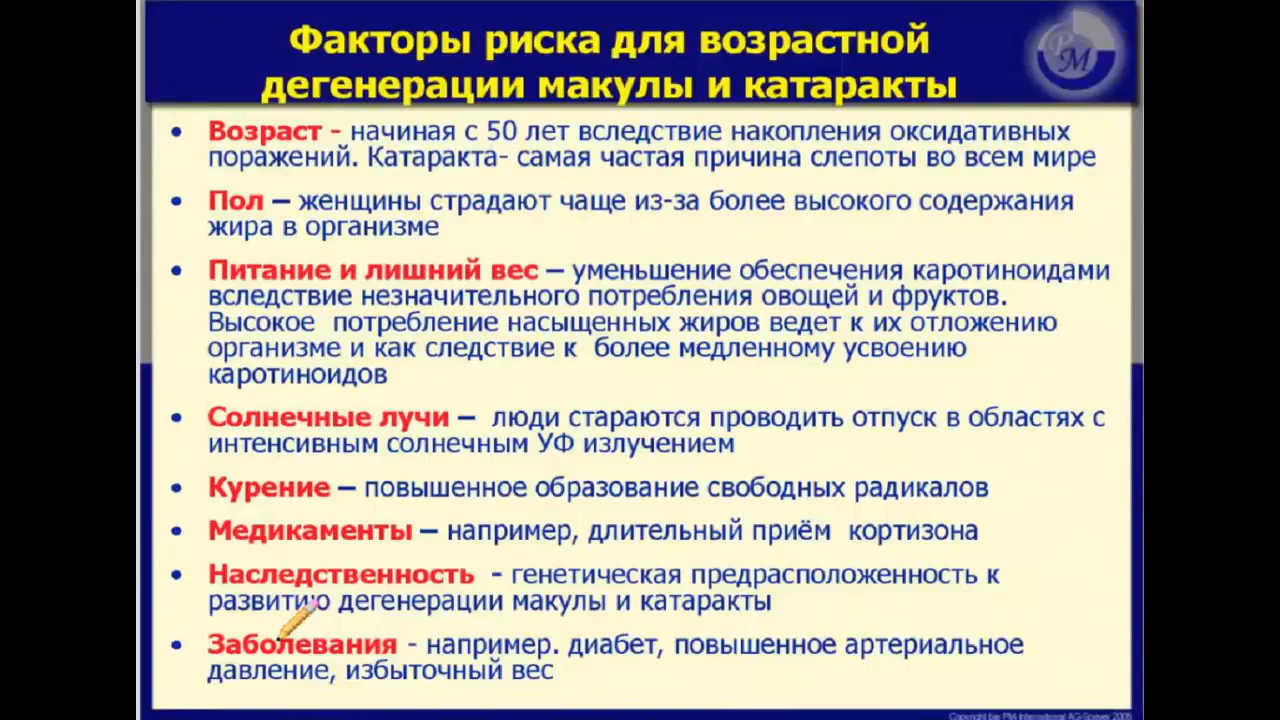 Факторы риска для возрастной
дегенерации макулы и катаракты
PM
• Возраст - начиная с 50 лет вследствие накопления оксидативных
поражений. Катаракта- самая частая причина слепоты во всем мире
• Пол – женщины страдают чаще из-за более высокого содержания
жира в организме
• Питание и лишний вес – уменьшение обеспечения каротиноидами
вследствие незначительного потребления овощей и фруктов.
Высокое потребление насыщенных жиров ведет к их отложению
организме и как следствие к более медленному усвоению
каротиноидов
• Солнечные лучи – люди стараются проводить отпуск в областях с
интенсивным солнечным УФ излучением
• Курение – повышенное образование свободных радикалов
• Медикаменты – например, длительный приём кортизона
• Наследственность - генетическая предрасположенность к
развитию дегенерации макулы и катаракты
• Заболевания - например. диабет, повышенное артериальное
давление, избыточный вес
PM-International AG-Speyer